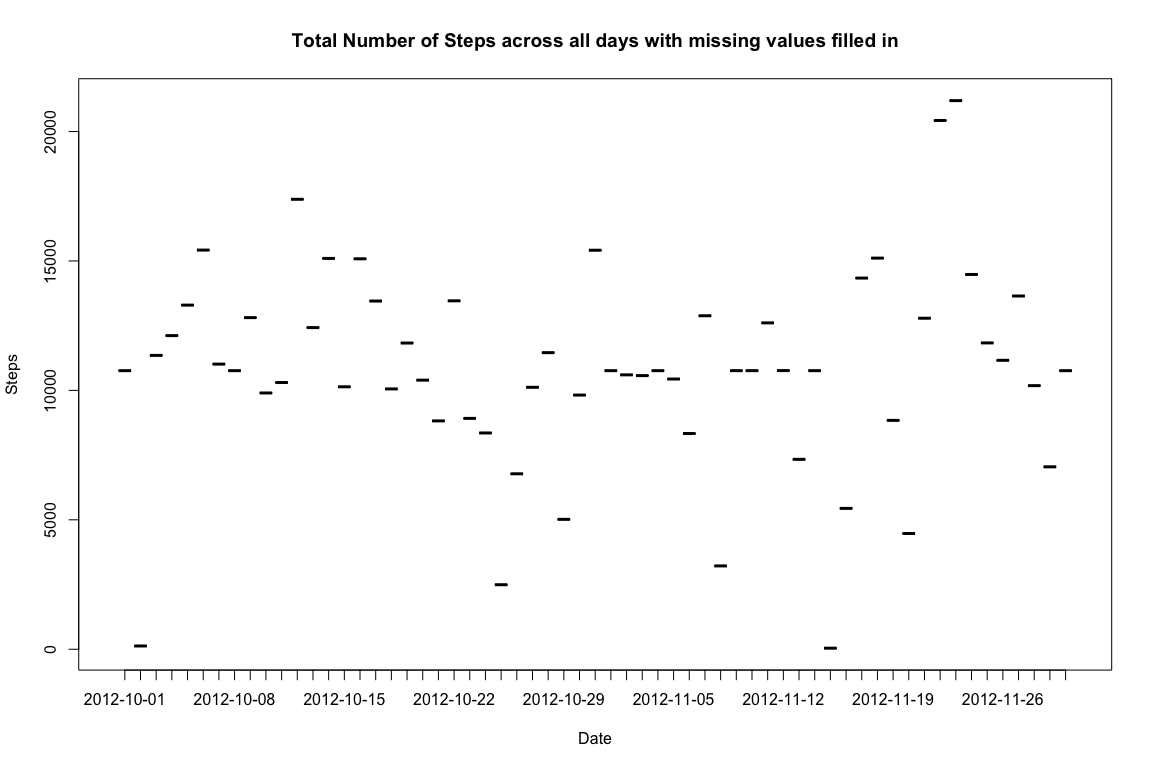 Total Number of Steps across all days with missing values filled in
20000
15000
10000
5000
0
Steps
2012-10-01 2012-10-08 2012-10-15 2012-10-22 2012-10-29 2012-11-05 2012-11-12 2012-11-19 2012-11-26
Date